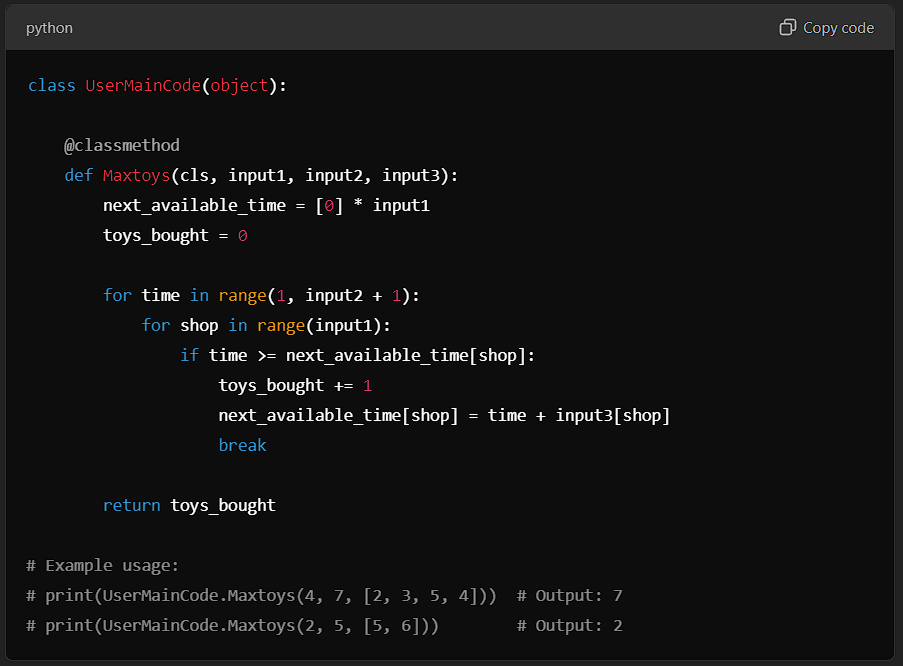 python
Copy code
class UserMainCode(object):
    @classmethod
    def Maxtoys(cls, input1, input2, input3):
        next_available_time = [0] * input1
        toys_bought = 0
        for time in range(1, input2 + 1):
            for shop in range(input1):
                if time >= next_available_time[shop]:
                    toys_bought += 1
                    next_available_time[shop] = time + input3[shop]
                    break
        return toys_bought
# Example usage:
# print(UserMainCode.Maxtoys(4, 7, [2, 3, 5, 4]))  # Output: 7
# print(UserMainCode.Maxtoys(2, 5, [5, 6]))        # Output: 2